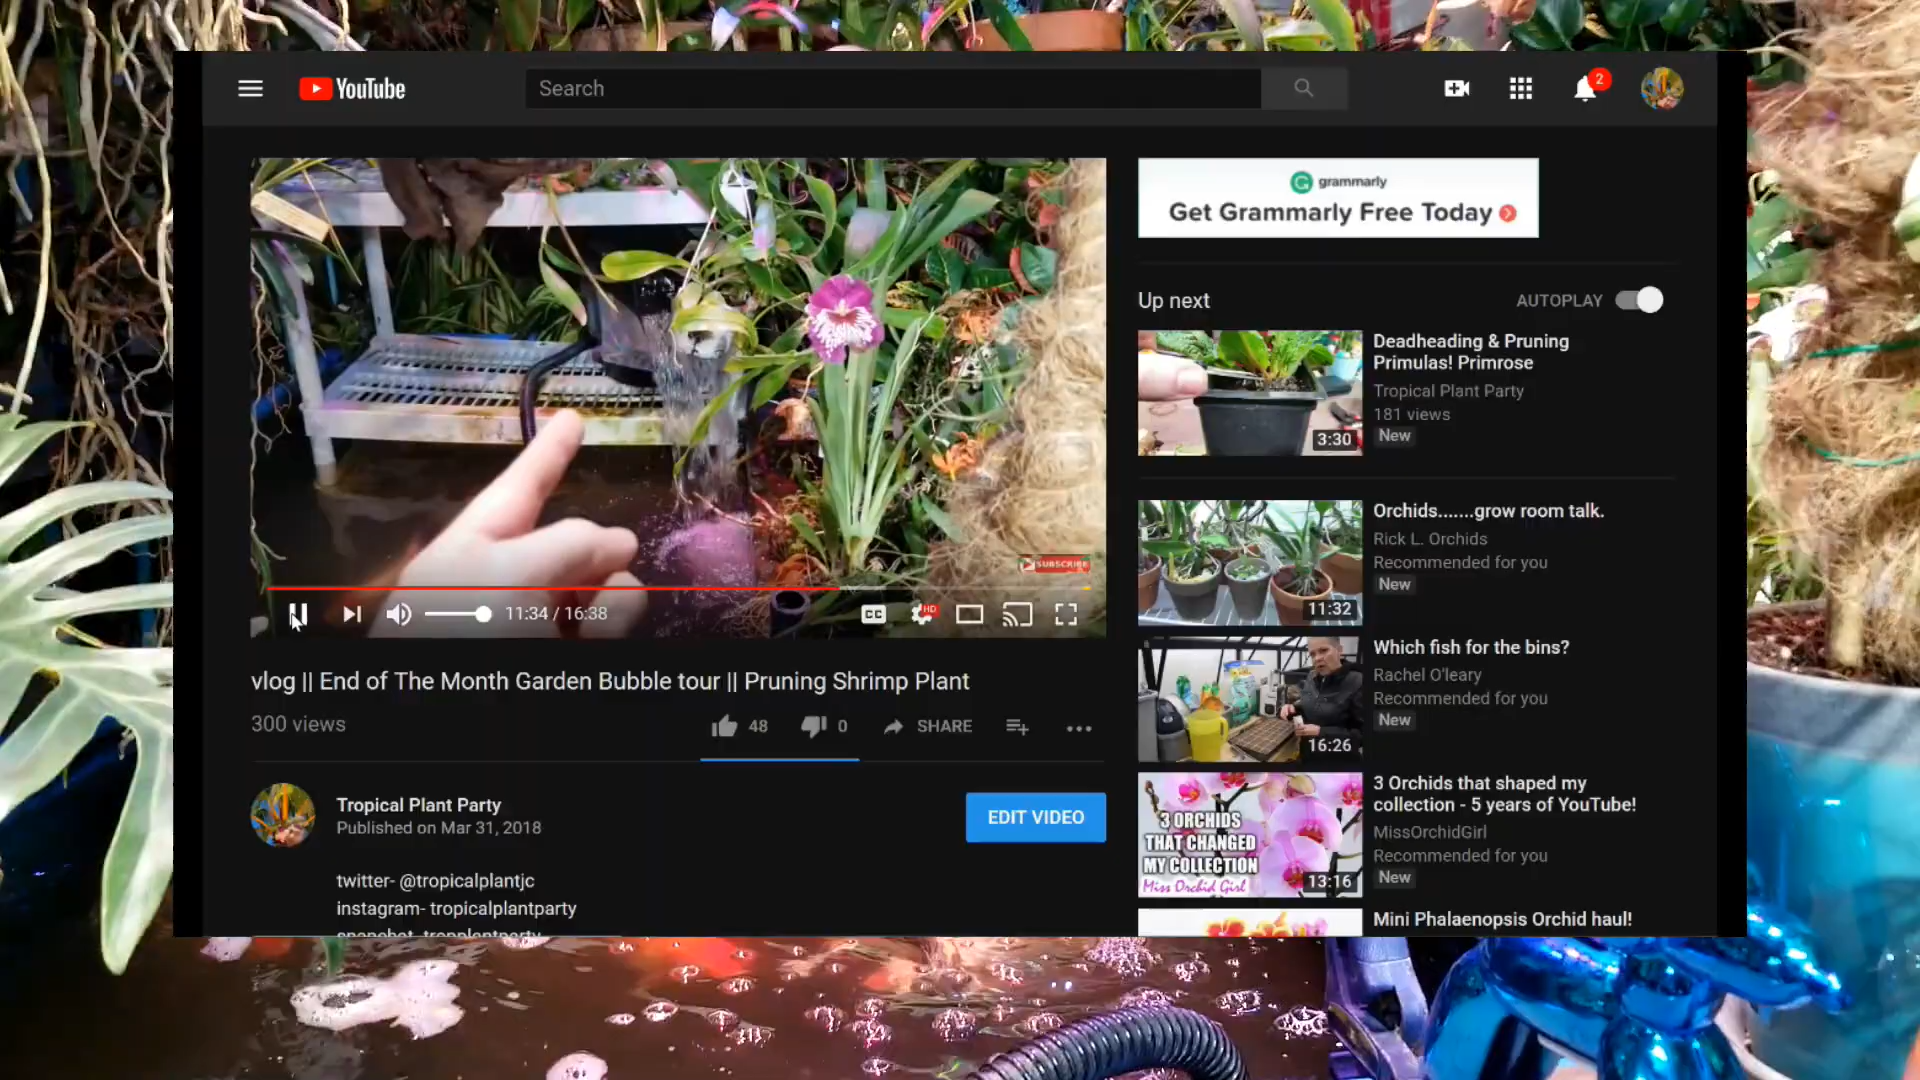 YouTube
Search
2
grammarly
Get Grammarly Free Today
Up next
AUTOPLAY
Deadheading & Pruning
Primulas! Primrose
Tropical Plant Party
181 views
New
3:30
Orchids.......grow room talk.
Rick L. Orchids
Recommended for you
New
11:32
Which fish for the bins?
Rachel O'leary
Recommended for you
New
16:26
3 Orchids that shaped my
collection - 5 years of YouTube!
MissOrchidGirl
Recommended for you
New
3 ORCHIDS
THAT CHANGED
MY COLLECTION
Miss Orchid Girl
13:16
Mini Phalaenopsis Orchid haul!
SUBSCRIBE
11:34 / 16:38
CC
HD
vlog || End of The Month Garden Bubble tour || Pruning Shrimp Plant
300 views
48
0
SHARE
Tropical Plant Party
Published on Mar 31, 2018
EDIT VIDEO
twitter- @tropicalplantjc
instagram- tropicalplantparty